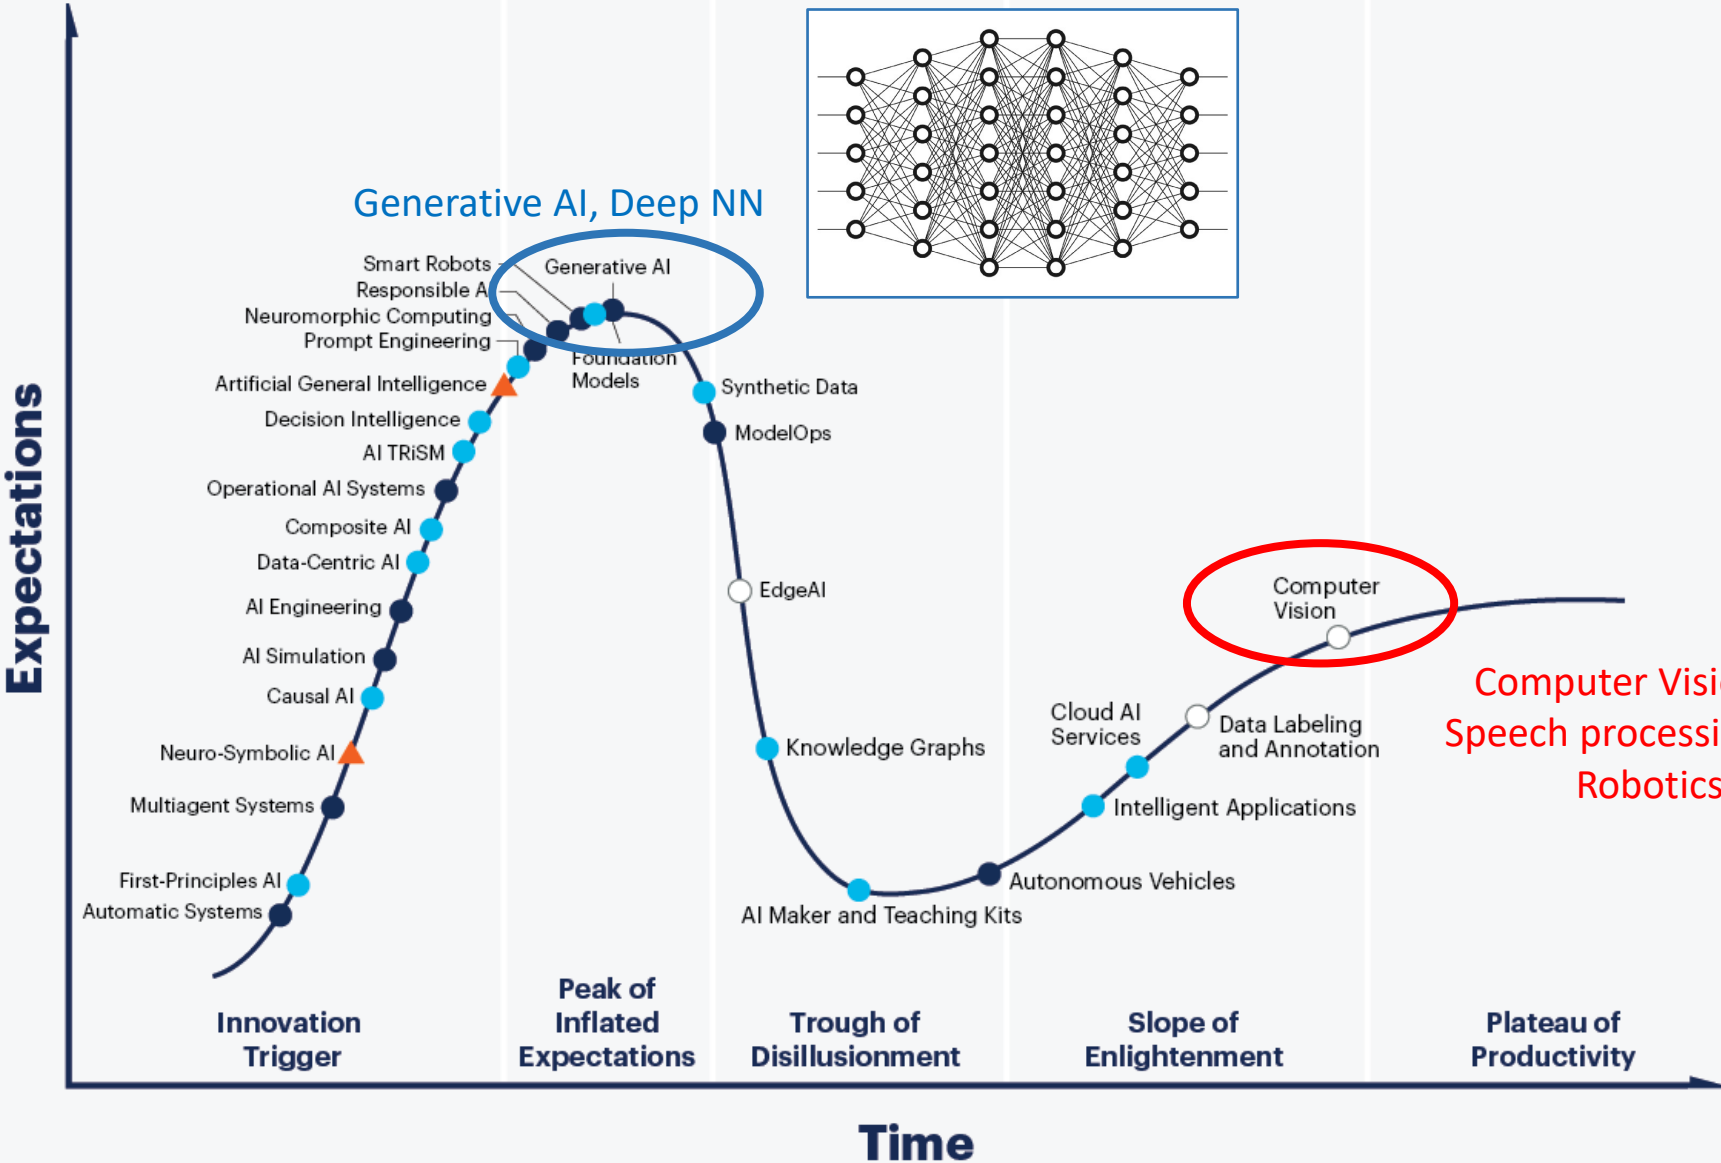 Generative AI, Deep NN
Smart Robots
Generative AI
Responsible A
Neuromorphic Computing
Prompt Engineering
Foundation
Models
Artificial General Intelligence
Synthetic Data
Decision Intelligence
ModelOps
AI TRiSM
Operational AI Systems
Composite AI
Data-Centric AI
EdgeAI
AI Engineering
AI Simulation
Causal AI
Neuro-Symbolic AI
Multiagent Systems
First-Principles AI
Automatic Systems
Knowledge Graphs
AI Maker and Teaching Kits
Autonomous Vehicles
Intelligent Applications
Cloud AI
Services
Data Labeling
and Annotation
Computer
Vision
Computer Visi
Speech processi
Robotics
Expectations
Innovation
Trigger
Peak of
Inflated
Expectations
Trough of
Disillusionment
Slope of
Enlightenment
Plateau of
Productivity
Time